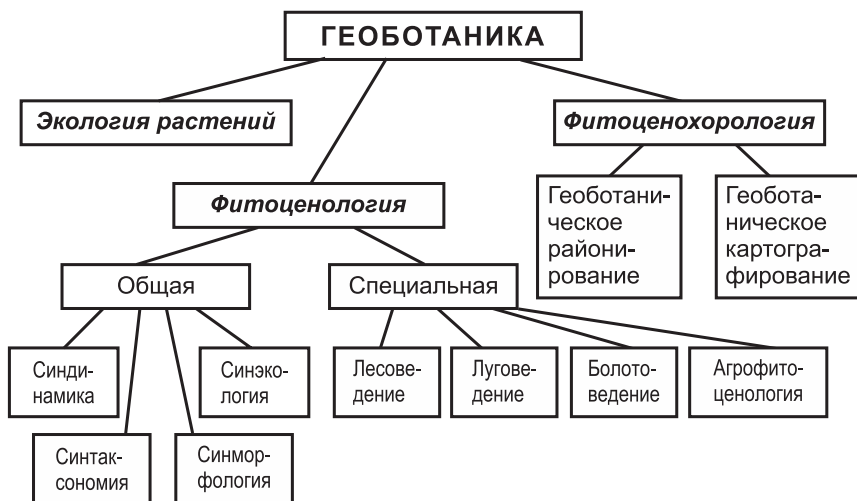 ГЕОБОТАНИКА
Экология растений
Фитоценохорология
Фитоценология
Геоботани-
ческое
райони-
рование
Геобота-
ническое
картогра-
фирование
Общая
Специальная
Синди-
намика
Синэко-
логия
Лесове-
дение
Лугове-
дение
Болото-
ведение
Агрофито-
ценология
Синтак-
сономия
Синмор-
фология